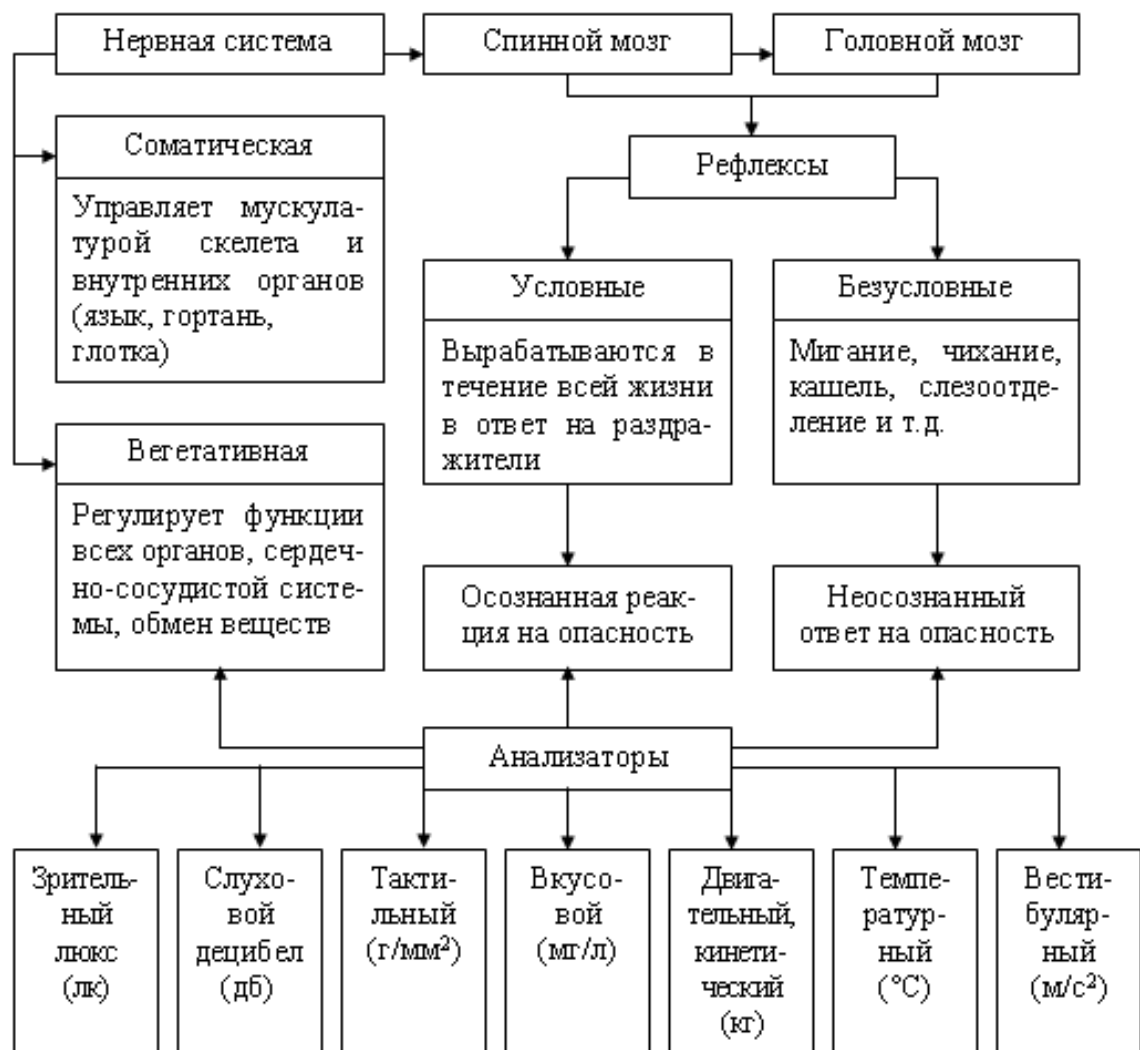 Нервная система
Спинной мозг
Головной мозг
Рефлексы
Соматическая
Управляет мускула-
турой скелета и
внутренних органов
(язык, гортань,
глотка)
Условные
Вырабатываются в
течение всей жизни
в ответ на раздра-
жители
Безусловные
Мигание, чихание,
кашель, слезоотде-
ление и т.д.
Вегетативная
Регулирует функции
всех органов, сердеч-
но-сосудистой систе-
мы, обмен веществ
Осознанная реак-
ция на опасность
Неосознанный
ответ на опасность
Анализаторы
Зритель-
ный
люкс
(лк)
Слухо-
вой
децибел
(дб)
Такти-
льный
(г/мм²)
Вкусо-
вой
(мг/л)
Двига-
тельный,
кинети-
ческий
(кг)
Темпе-
ратур-
ный
(°С)
Вести-
буляр-
ный
(м/с²)